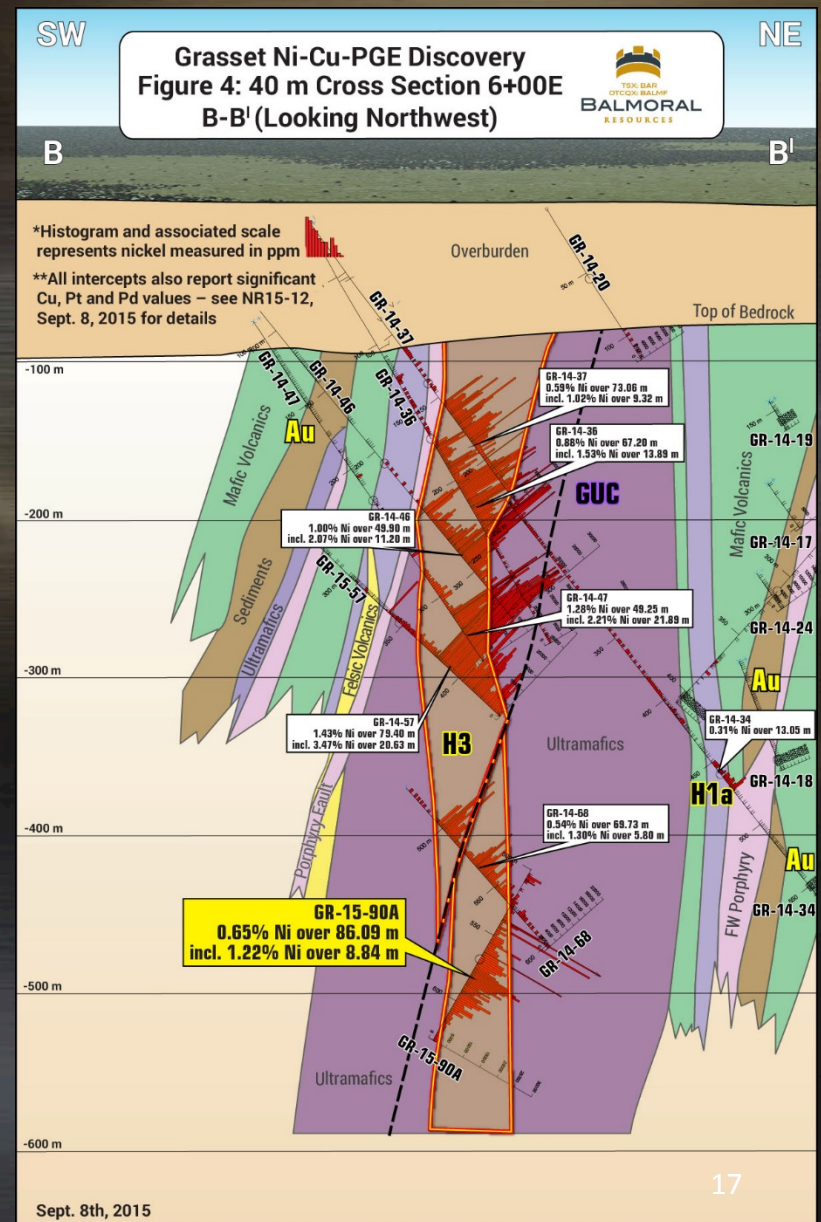 SW
NE
Grasset Ni-Cu-PGE Discovery
Figure 4: 40 m Cross Section 6+00E
B-B' (Looking Northwest)
TSX: BAR
OTCQX: BALMF
BALMORAL
RESOURCES
B
B'
*Histogram and associated scale
represents nickel measured in ppm
**All intercepts also report significant
Cu, Pt and Pd values – see NR15-12,
Sept. 8, 2015 for details
Overburden
GR-14-20
50 m
Top of Bedrock
GR-14-37
GR-14-36
GR-14-46
GR-14-47
-100 m
GR-14-37
0.59% Ni over 73.06 m
incl. 1.02% Ni over 9.32 m
GR-14-36
0.88% Ni over 67.20 m
incl. 1.53% Ni over 13.89 m
Au
Mafic Volcanics
GUC
Mafic Volcanics
150 m
GR-14-19
-200 m
GR-14-46
1.00% Ni over 49.90 m
incl. 2.07% Ni over 11.20 m
GR-14-17
GR-15-57
Sediments
Ultramafics
Felsic Volcanics
GR-14-47
1.28% Ni over 49.25 m
incl. 2.21% Ni over 21.89 m
GR-14-24
-300 m
Au
GR-14-57
1.43% Ni over 79.40 m
incl. 3.47% Ni over 20.63 m
H3
Ultramafics
GR-14-34
0.31% Ni over 13.05 m
H1a
GR-14-18
Porphyry Fault
-400 m
GR-14-68
0.54% Ni over 69.73 m
incl. 1.30% Ni over 5.80 m
FW Porphyry
Au
GR-14-34
GR-15-90A
0.65% Ni over 86.09 m
incl. 1.22% Ni over 8.84 m
GR-14-68
-500 m
GR-15-90A
Ultramafics
-600 m
17
Sept. 8th, 2015